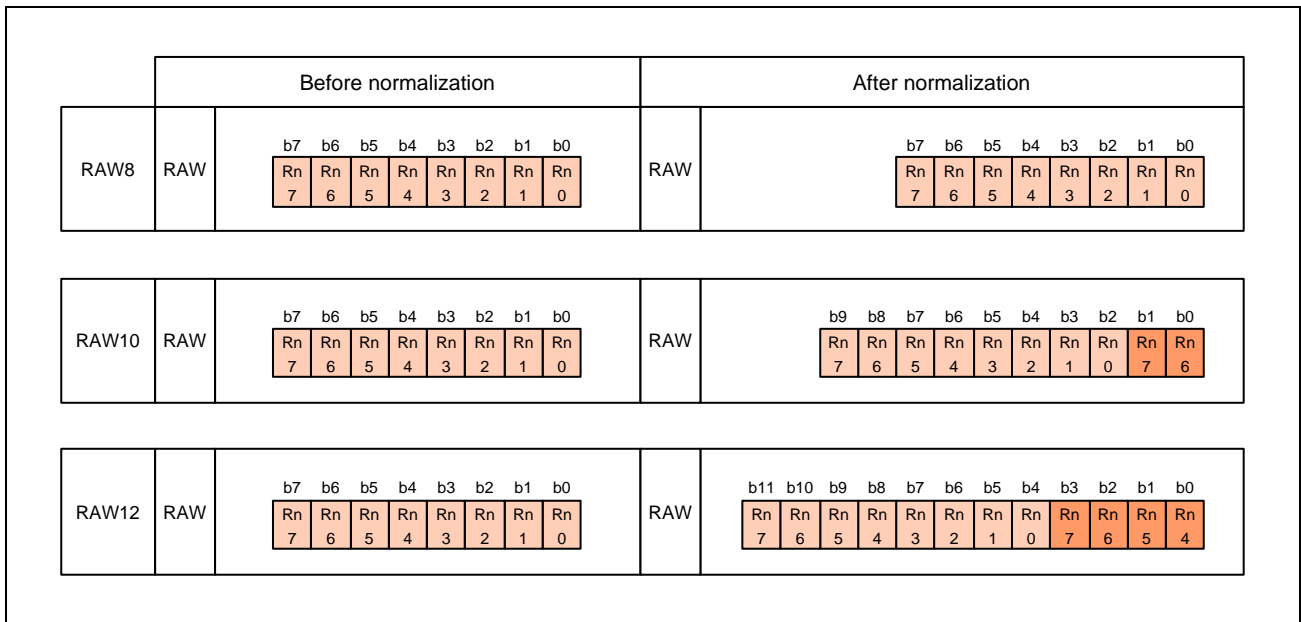 Before normalization After normalization
b7 b6 b5 b4 b3 b2 b1 b0 b7 b6 b5 b4 b3 b2 b1 b0
RAW8 RAW Rn Rn Rn Rn Rn Rn Rn Rn RAW Rn Rn Rn Rn Rn Rn Rn Rn
7 6 5 4 3 2 1 0 7 6 5 4 3 2 1 0
b7 b6 b5 b4 b3 b2 b1 b0 b9 b8 b7 b6 b5 b4 b3 b2 b1 b0
RAW10 RAW Rn Rn Rn Rn Rn Rn Rn Rn RAW Rn Rn Rn Rn Rn Rn Rn Rn Rn Rn
7 6 5 4 3 2 1 0 7 6 5 4 3 2 1 0 7 6
b7 b6 b5 b4 b3 b2 b1 b0 b11 b10 b9 b8 b7 b6 b5 b4 b3 b2 b1 b0
RAW12 RAW Rn Rn Rn Rn Rn Rn Rn Rn RAW Rn Rn Rn Rn Rn Rn Rn Rn Rn Rn Rn Rn
7 6 5 4 3 2 1 0 7 6 5 4 3 2 1 0 7 6 5 4